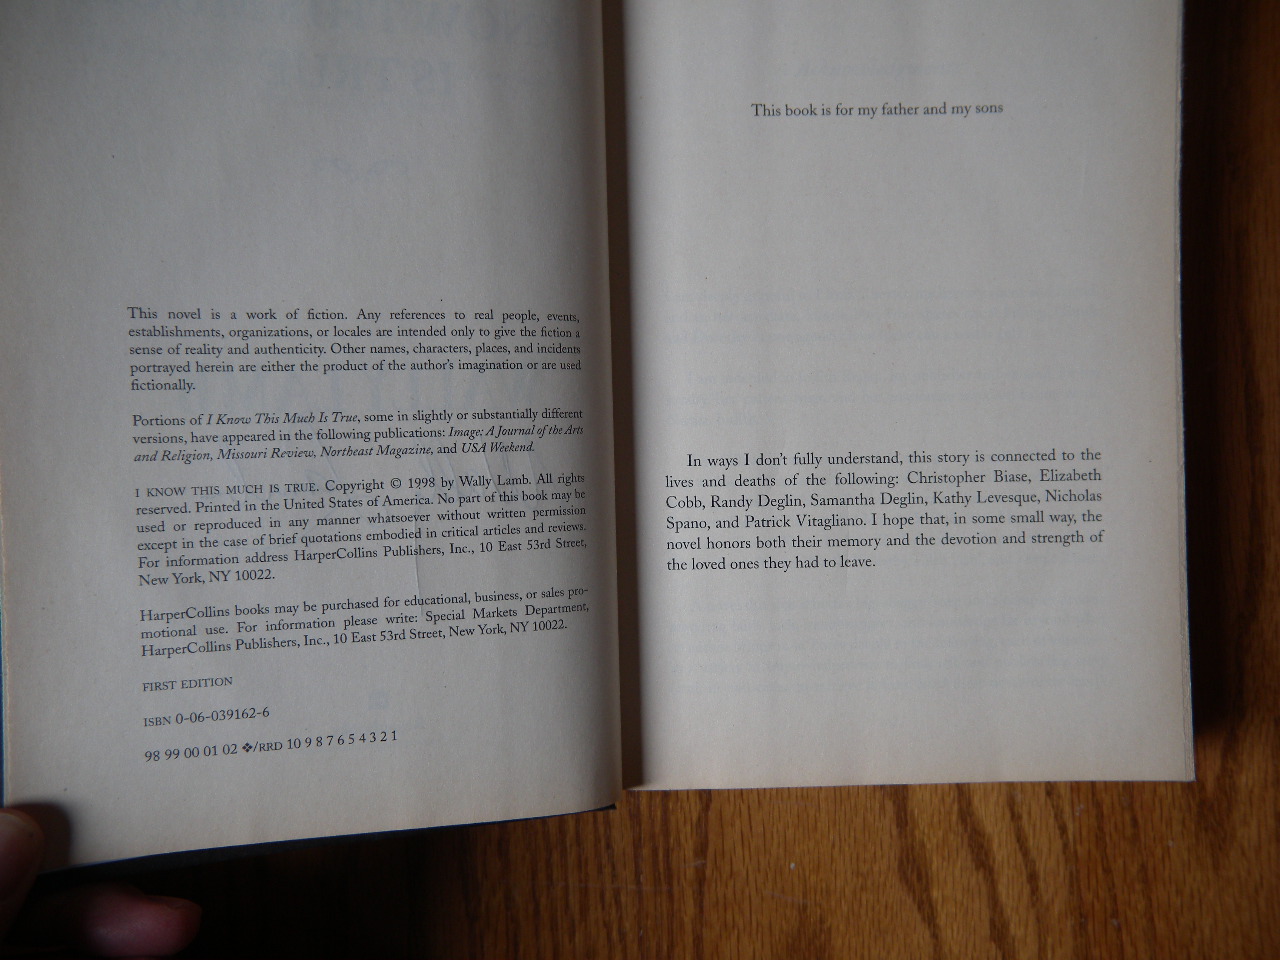 This novel is a work of fiction. Any references to real people, events,
establishments, organizations, or locales are intended only to give the fiction a
sense of reality and authenticity. Other names, characters, places, and incidents
portrayed herein are either the product of the author's imagination or are used
fictionally.
Portions of I Know This Much Is True, some in slightly or substantially different
versions, have appeared in the following publications: Image: A Journal of the Arts
and Religion, Missouri Review, Northeast Magazine, and USA Weekend.
I KNOW THIS MUCH IS TRUE. Copyright © 1998 by Wally Lamb. All rights
reserved. Printed in the United States of America. No part of this book may be
used or reproduced in any manner whatsoever without written permission
except in the case of brief quotations embodied in critical articles and reviews.
For information address HarperCollins Publishers, Inc., 10 East 53rd Street,
New York, NY 10022.
HarperCollins books may be purchased for educational, business, or sales pro-
motional use. For information please write: Special Markets Department,
HarperCollins Publishers, Inc., 10 East 53rd Street, New York, NY 10022.
FIRST EDITION
ISBN 0-06-039162-6
98 99 00 01 02 ❖/RRD 10 9 8 7 6 5 4 3 2 1
This book is for my father and my sons
In ways I don't fully understand, this story is connected to the
lives and deaths of the following: Christopher Biase, Elizabeth
Cobb, Randy Deglin, Samantha Deglin, Kathy Levesque, Nicholas
Spano, and Patrick Vitagliano. I hope that, in some small way, the
novel honors both their memory and the devotion and strength of
the loved ones they had to leave.